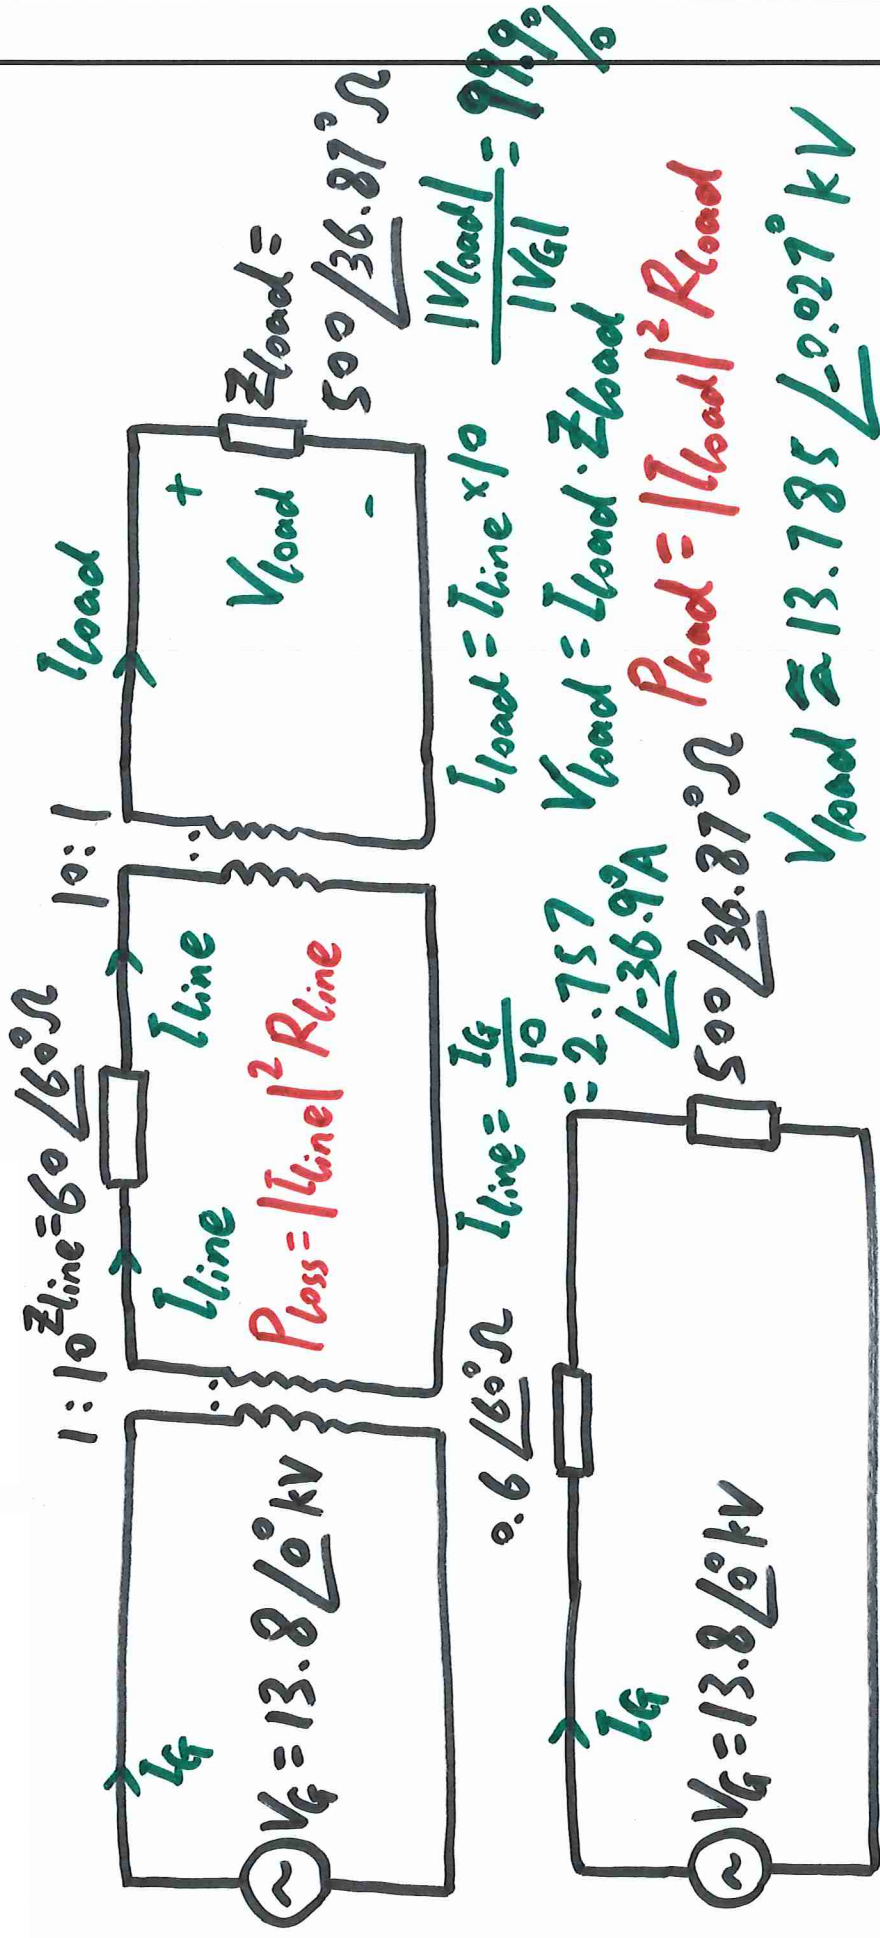 1:10
Zline=60∠60°Ω
10:1
Iload
IG
VG=13.8∠0°kV
Iline
Iline
Ploss=|Iline|²Rline
+
Vload
-
Zload=
500∠36.87°Ω
Iline=IG/10
=2.757
∠-36.9°A
Iload=Iline×10
Vload=Iload·Zload
|Vload|/|VG|=99.9%
Pload=|Iload|²Rload
0.6∠60°Ω
IG
VG=13.8∠0°kV
500∠36.87°Ω
Vload≅13.785∠-0.027°kV